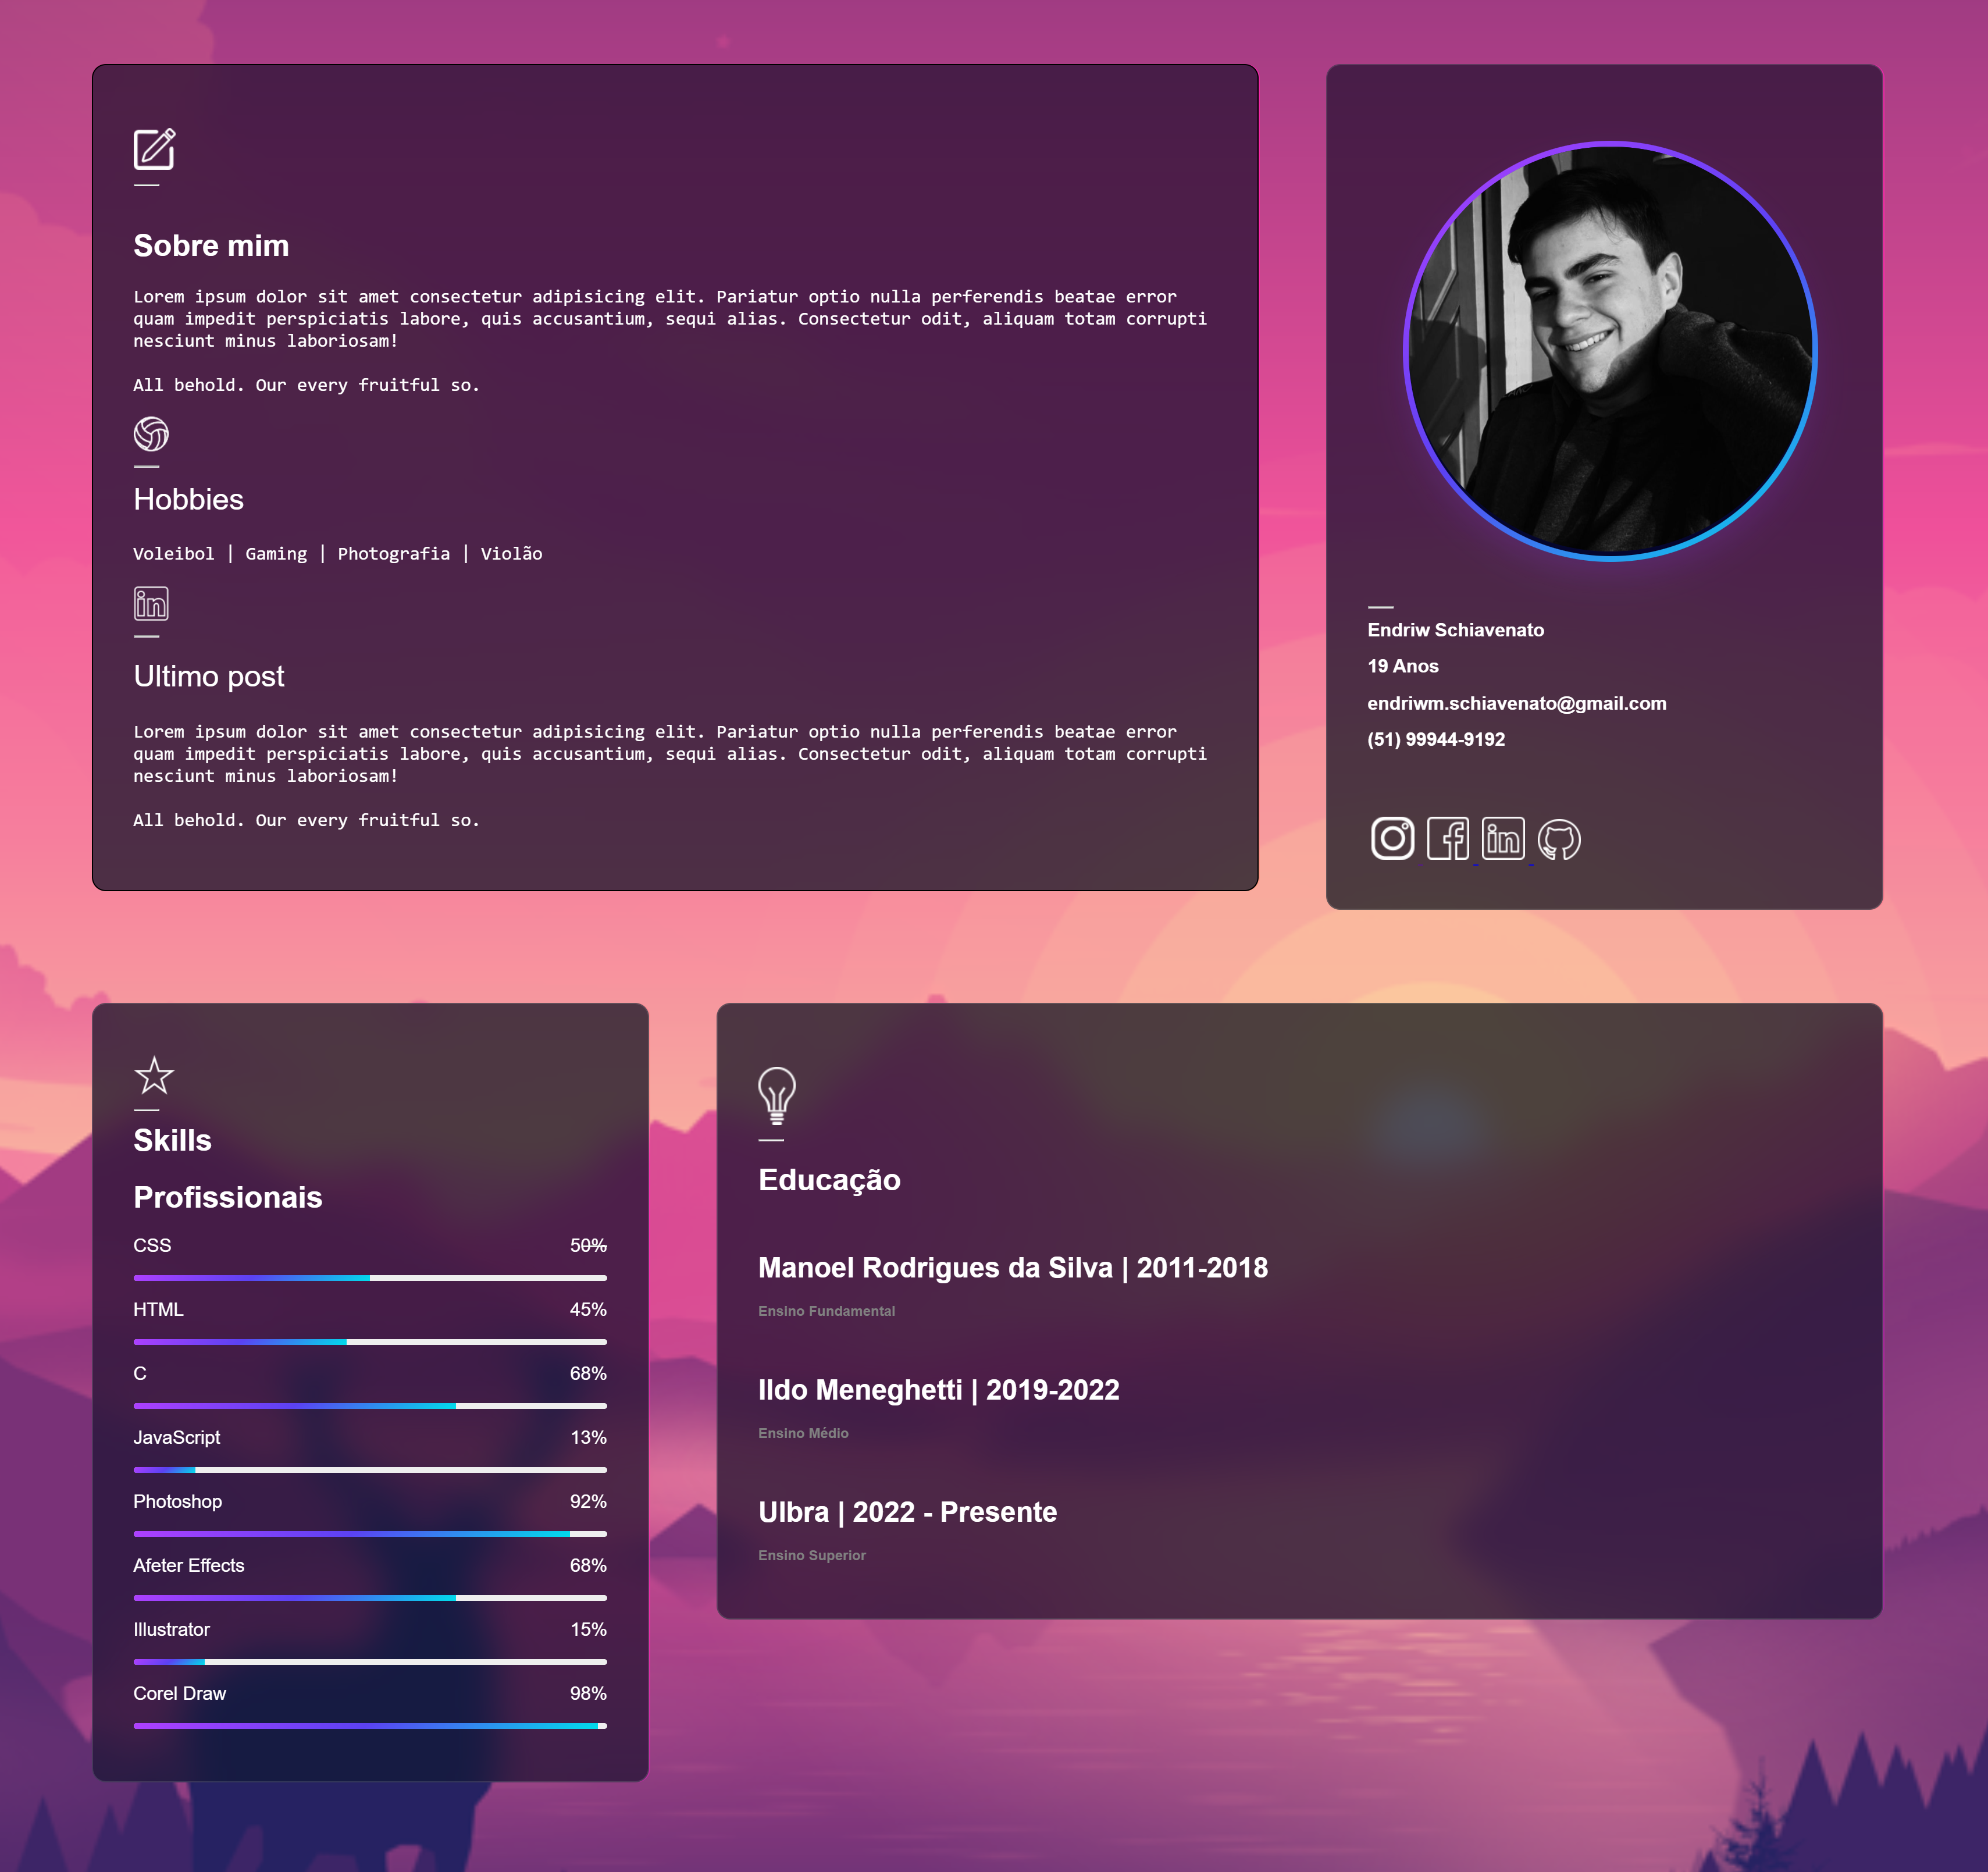 Sobre mim
Lorem ipsum dolor sit amet consectetur adipisicing elit. Pariatur optio nulla perferendis beatae error
quam impedit perspiciatis labore, quis accusantium, sequi alias. Consectetur odit, aliquam totam corrupti
nesciunt minus laboriosam!
All behold. Our every fruitful so.
Hobbies
Voleibol | Gaming | Photografia | Violão
in
Ultimo post
Lorem ipsum dolor sit amet consectetur adipisicing elit. Pariatur optio nulla perferendis beatae error
quam impedit perspiciatis labore, quis accusantium, sequi alias. Consectetur odit, aliquam totam corrupti
nesciunt minus laboriosam!
All behold. Our every fruitful so.
Endriw Schiavenato
19 Anos
endriwm.schiavenato@gmail.com
(51) 99944-9192
f in
Skills
Profissionais
CSS 50%
HTML 45%
C 68%
JavaScript 13%
Photoshop 92%
Afeter Effects 68%
Illustrator 15%
Corel Draw 98%
Educação
Manoel Rodrigues da Silva | 2011-2018
Ensino Fundamental
Ildo Meneghetti | 2019-2022
Ensino Médio
Ulbra | 2022 - Presente
Ensino Superior